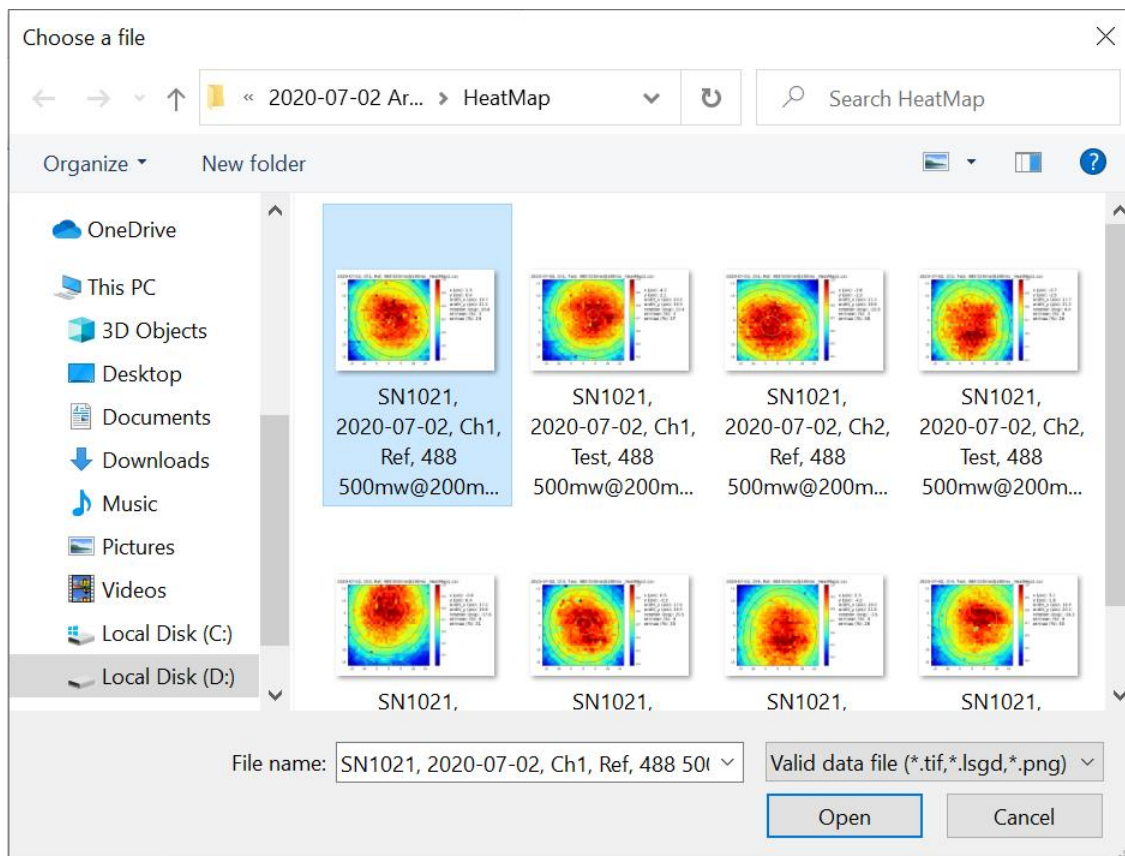 Choose a file
« 2020-07-02 Ar... > HeatMap
Search HeatMap
Organize
New folder
OneDrive
This PC
3D Objects
Desktop
Documents
Downloads
Music
Pictures
Videos
Local Disk (C:)
Local Disk (D:)
SN1021,
2020-07-02, Ch1,
Ref, 488
500mw@200m...
SN1021,
2020-07-02, Ch1,
Test, 488
500mw@200m...
SN1021,
2020-07-02, Ch2,
Ref, 488
500mw@200m...
SN1021,
2020-07-02, Ch2,
Test, 488
500mw@200m...
SN1021,
SN1021,
SN1021,
SN1021,
File name:
SN1021, 2020-07-02, Ch1, Ref, 488 50
Valid data file (*.tif,*.lsgd,*.png)
Open
Cancel